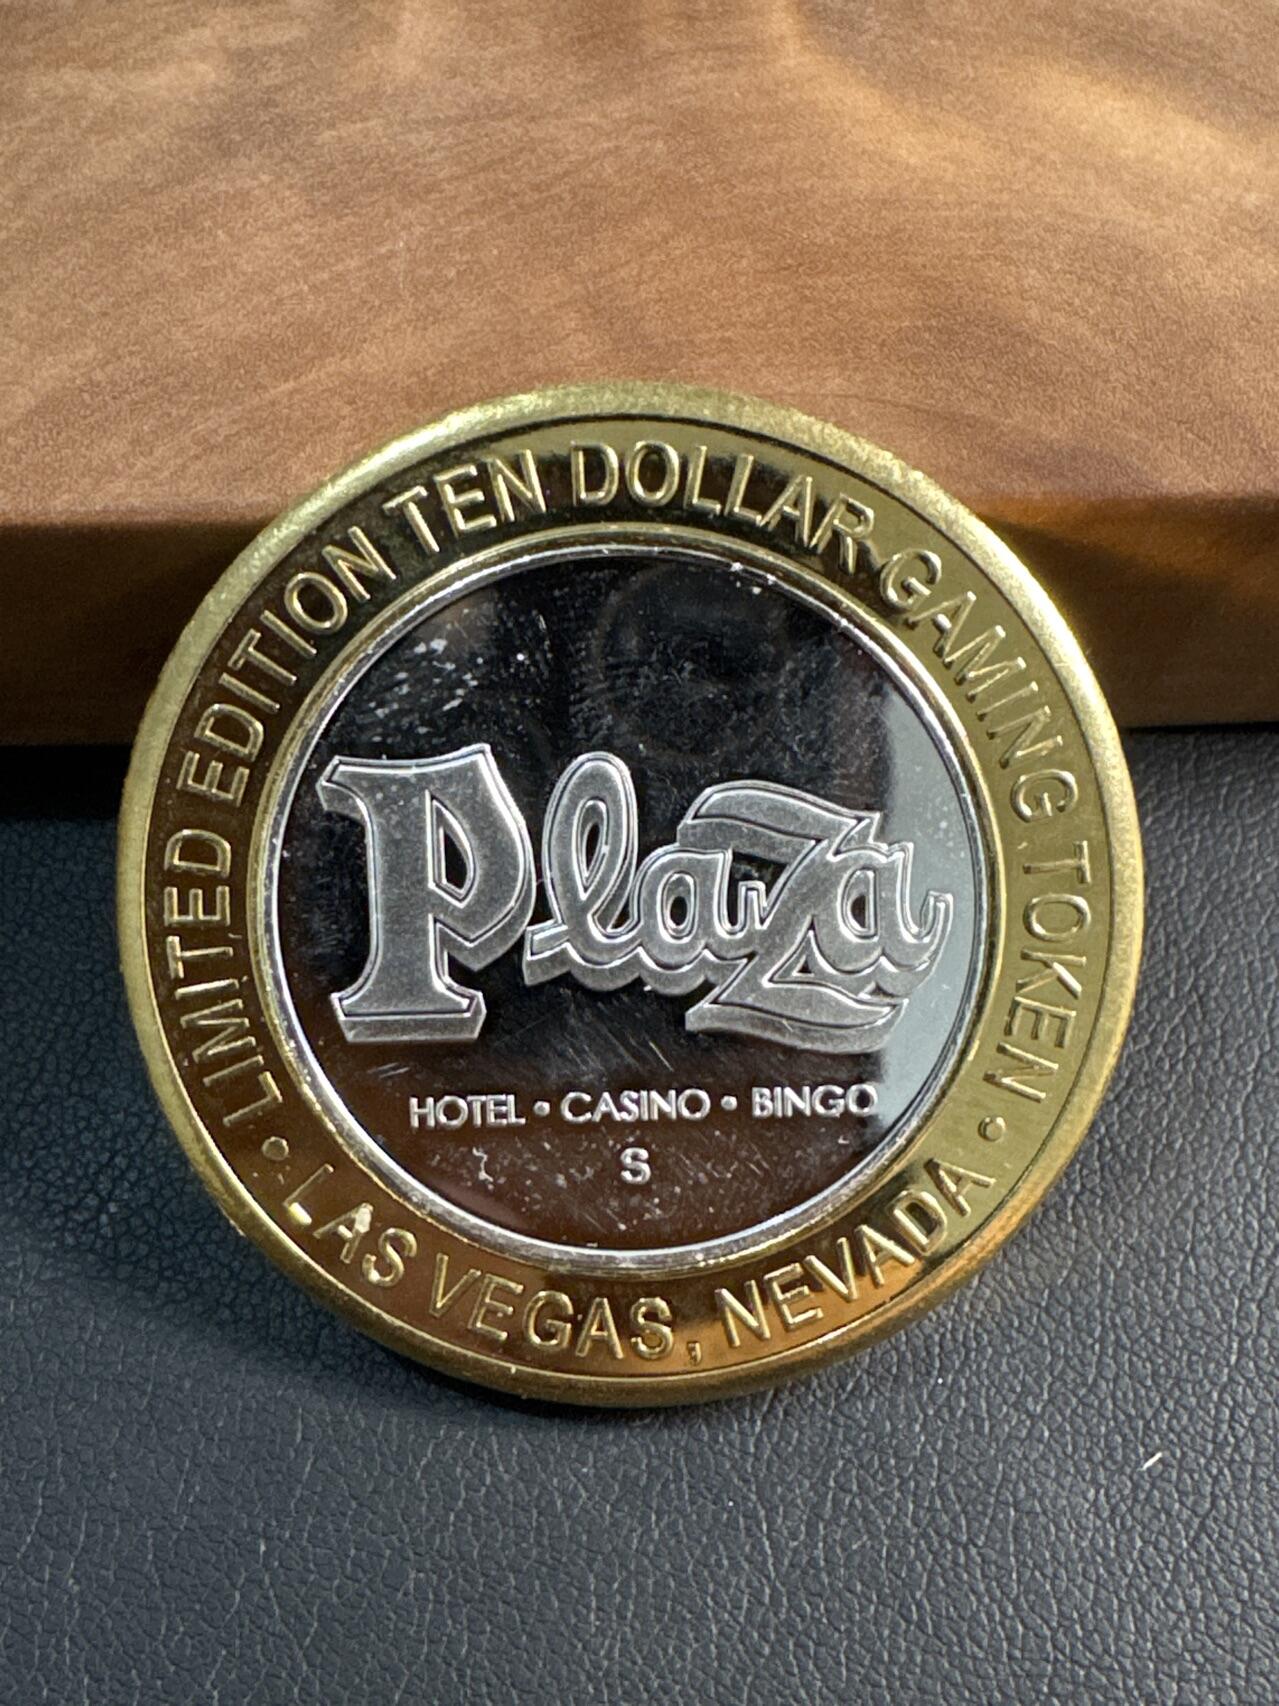 LIMITED EDITION TEN DOLLAR GAMING TOKEN •
Plaza
HOTEL • CASINO • BINGO
S
LAS VEGAS, NEVADA •